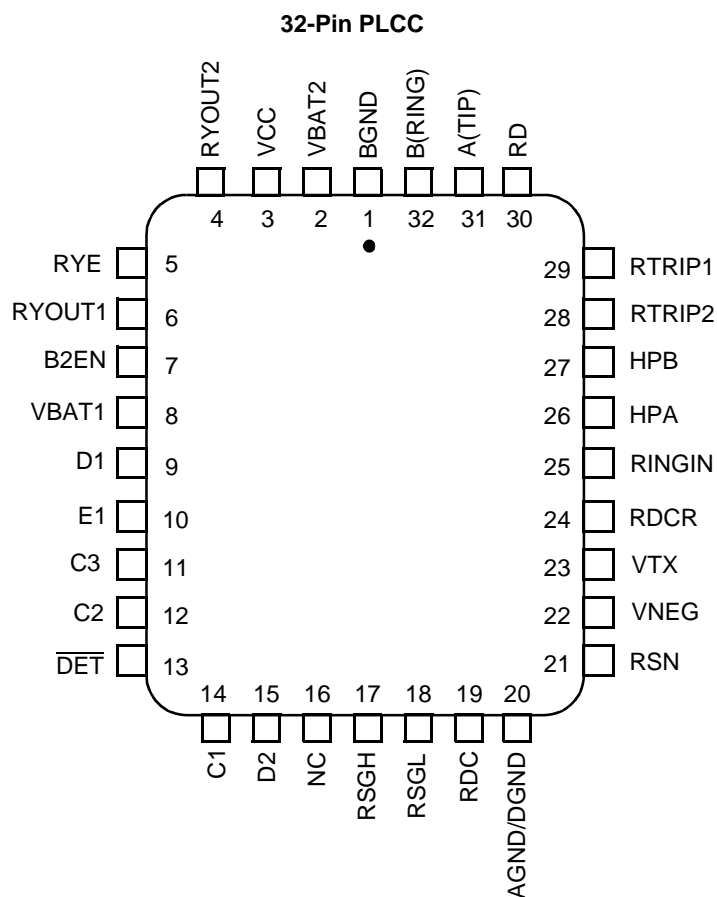 32-Pin PLCC
RYOUT2
VCC
VBAT2
BGND
B(RING)
A(TIP)
RD
4
3
2
1
32
31
30
RYE
5
29
RTRIP1
RYOUT1
6
28
RTRIP2
B2EN
7
27
HPB
VBAT1
8
26
HPA
D1
9
25
RINGIN
E1
10
24
RDCR
C3
11
23
VTX
C2
12
22
VNEG
DET
13
21
RSN
14
15
16
17
18
19
20
C1
D2
NC
RSGH
RSGL
RDC
AGND/DGND